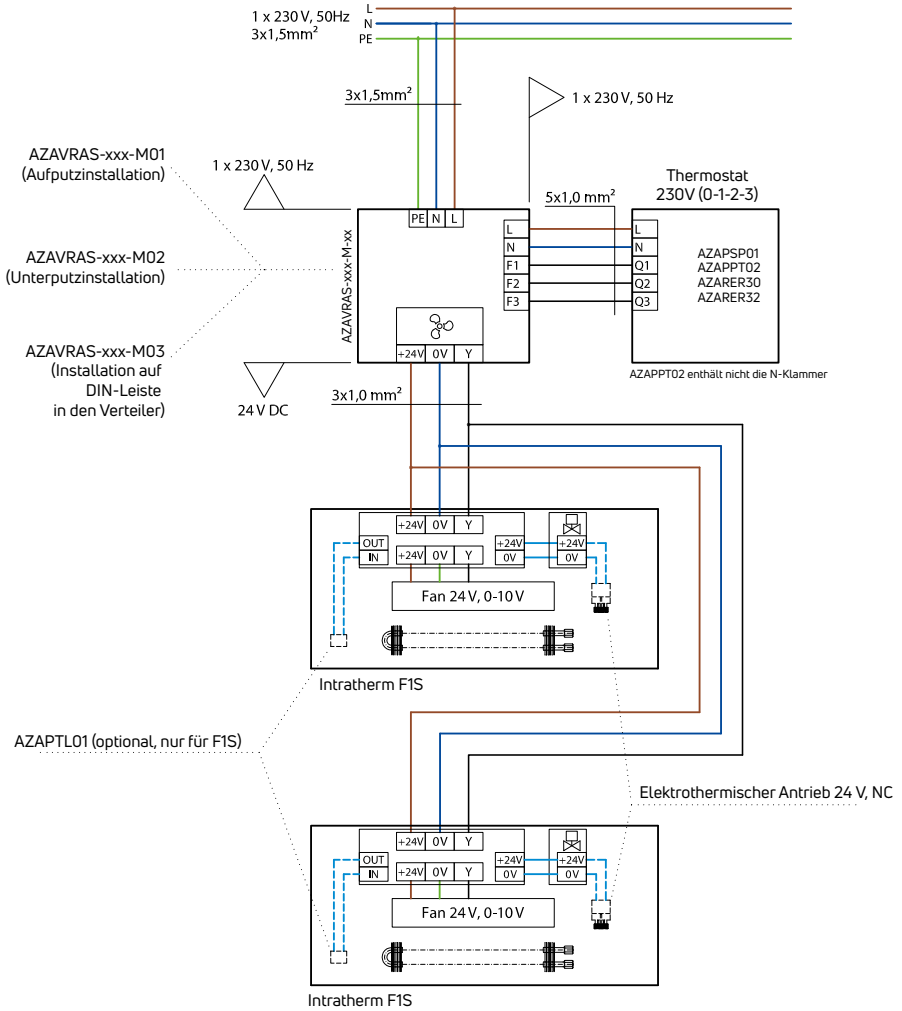 L
1 x 230 V, 50Hz
N
3x1,5mm²
PE
3x1,5mm²
1 x 230 V, 50 Hz
AZAVRAS-xxx-M01
(Aufputzinstallation)
1 x 230 V, 50 Hz
AZAVRAS-xxx-M02
(Unterputzinstallation)
AZAVRAS-xxx-M03
(Installation auf
DIN-Leiste
in den Verteiler)
24 V DC
AZAVRAS-xxx-M-xx
PE N L
L
N
F1
F2
F3
+24V 0V Y
5x1,0 mm²
Thermostat
230V (0-1-2-3)
L
N
Q1
Q2
Q3
AZAPSP01
AZAPPT02
AZARER30
AZARER32
AZAPPT02 enthält nicht die N-Klammer
3x1,0 mm²
+24V 0V Y
OUT
IN
+24V 0V Y
+24V
0V
+24V
0V
Fan 24 V, 0-10 V
Intratherm F1S
AZAPTL01 (optional, nur für F1S)
Elektrothermischer Antrieb 24 V, NC
+24V 0V Y
OUT
IN
+24V 0V Y
+24V
0V
+24V
0V
Fan 24 V, 0-10 V
Intratherm F1S